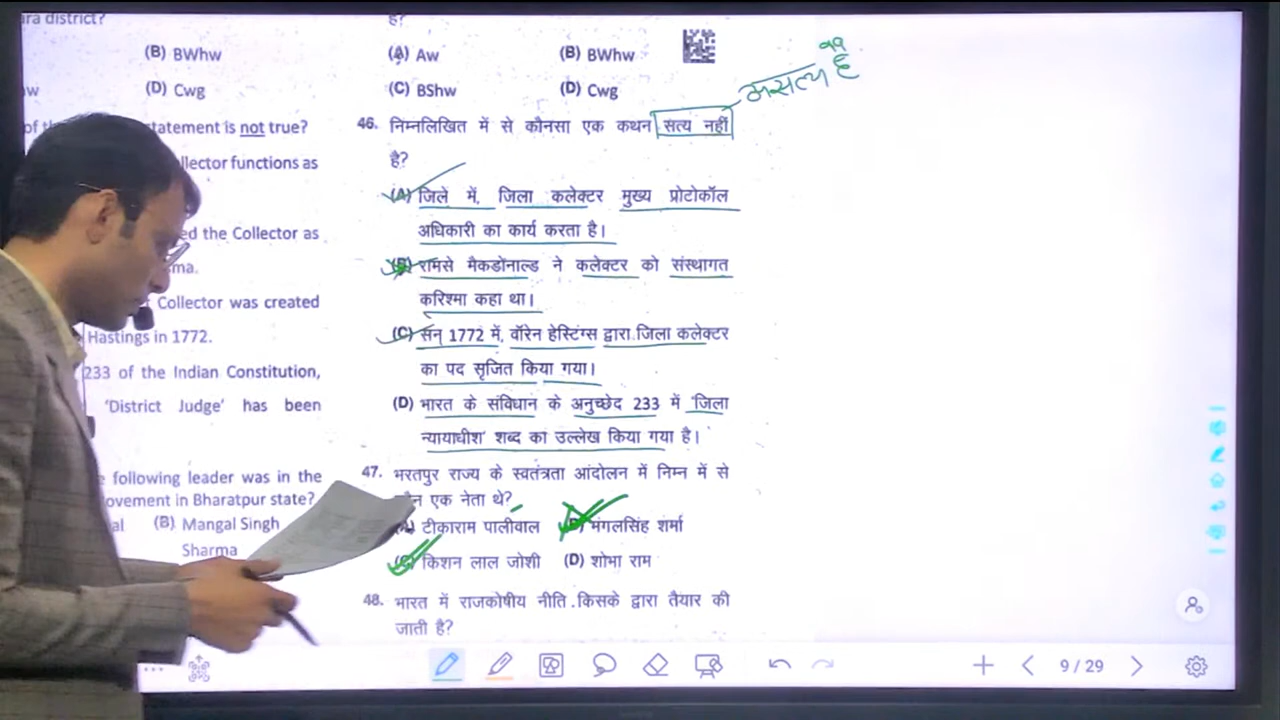 ra district?
(B) BWhw
w
(D) Cwg
statement is not true?
llector functions as
ed the Collector as
sma.
Collector was created
Hastings in 1772.
233 of the Indian Constitution,
'District Judge' has been
following leader was in the
ovement in Bharatpur state?
al (B) Mangal Singh
Sharma
है?
(A) Aw (B) BWhw
(C) BShw (D) Cwg
असत्य है
46. निम्नलिखित में से कौनसा एक कथन सत्य नहीं
है?
(A) जिले में, जिला कलेक्टर मुख्य प्रोटोकॉल
अधिकारी का कार्य करता है।
(B) रामसे मैकडोंनाल्ड ने कलेक्टर को संस्थागत
करिश्मा कहा था।
(C) सन् 1772 में, वॉरेन हेस्टिंग्स द्वारा जिला कलेक्टर
का पद सृजित किया गया।
(D) भारत के संविधान के अनुच्छेद 233 में 'जिला
न्यायाधीश' शब्द का उल्लेख किया गया है।
47. भरतपुर राज्य के स्वतंत्रता आंदोलन में निम्न में से
एक नेता थे?
टीकाराम पालीवाल (B) मंगलसिंह शर्मा
(C) किशन लाल जोशी (D) शोभा राम
48. भारत में राजकोषीय नीति किसके द्वारा तैयार की
जाती है?
9 / 29